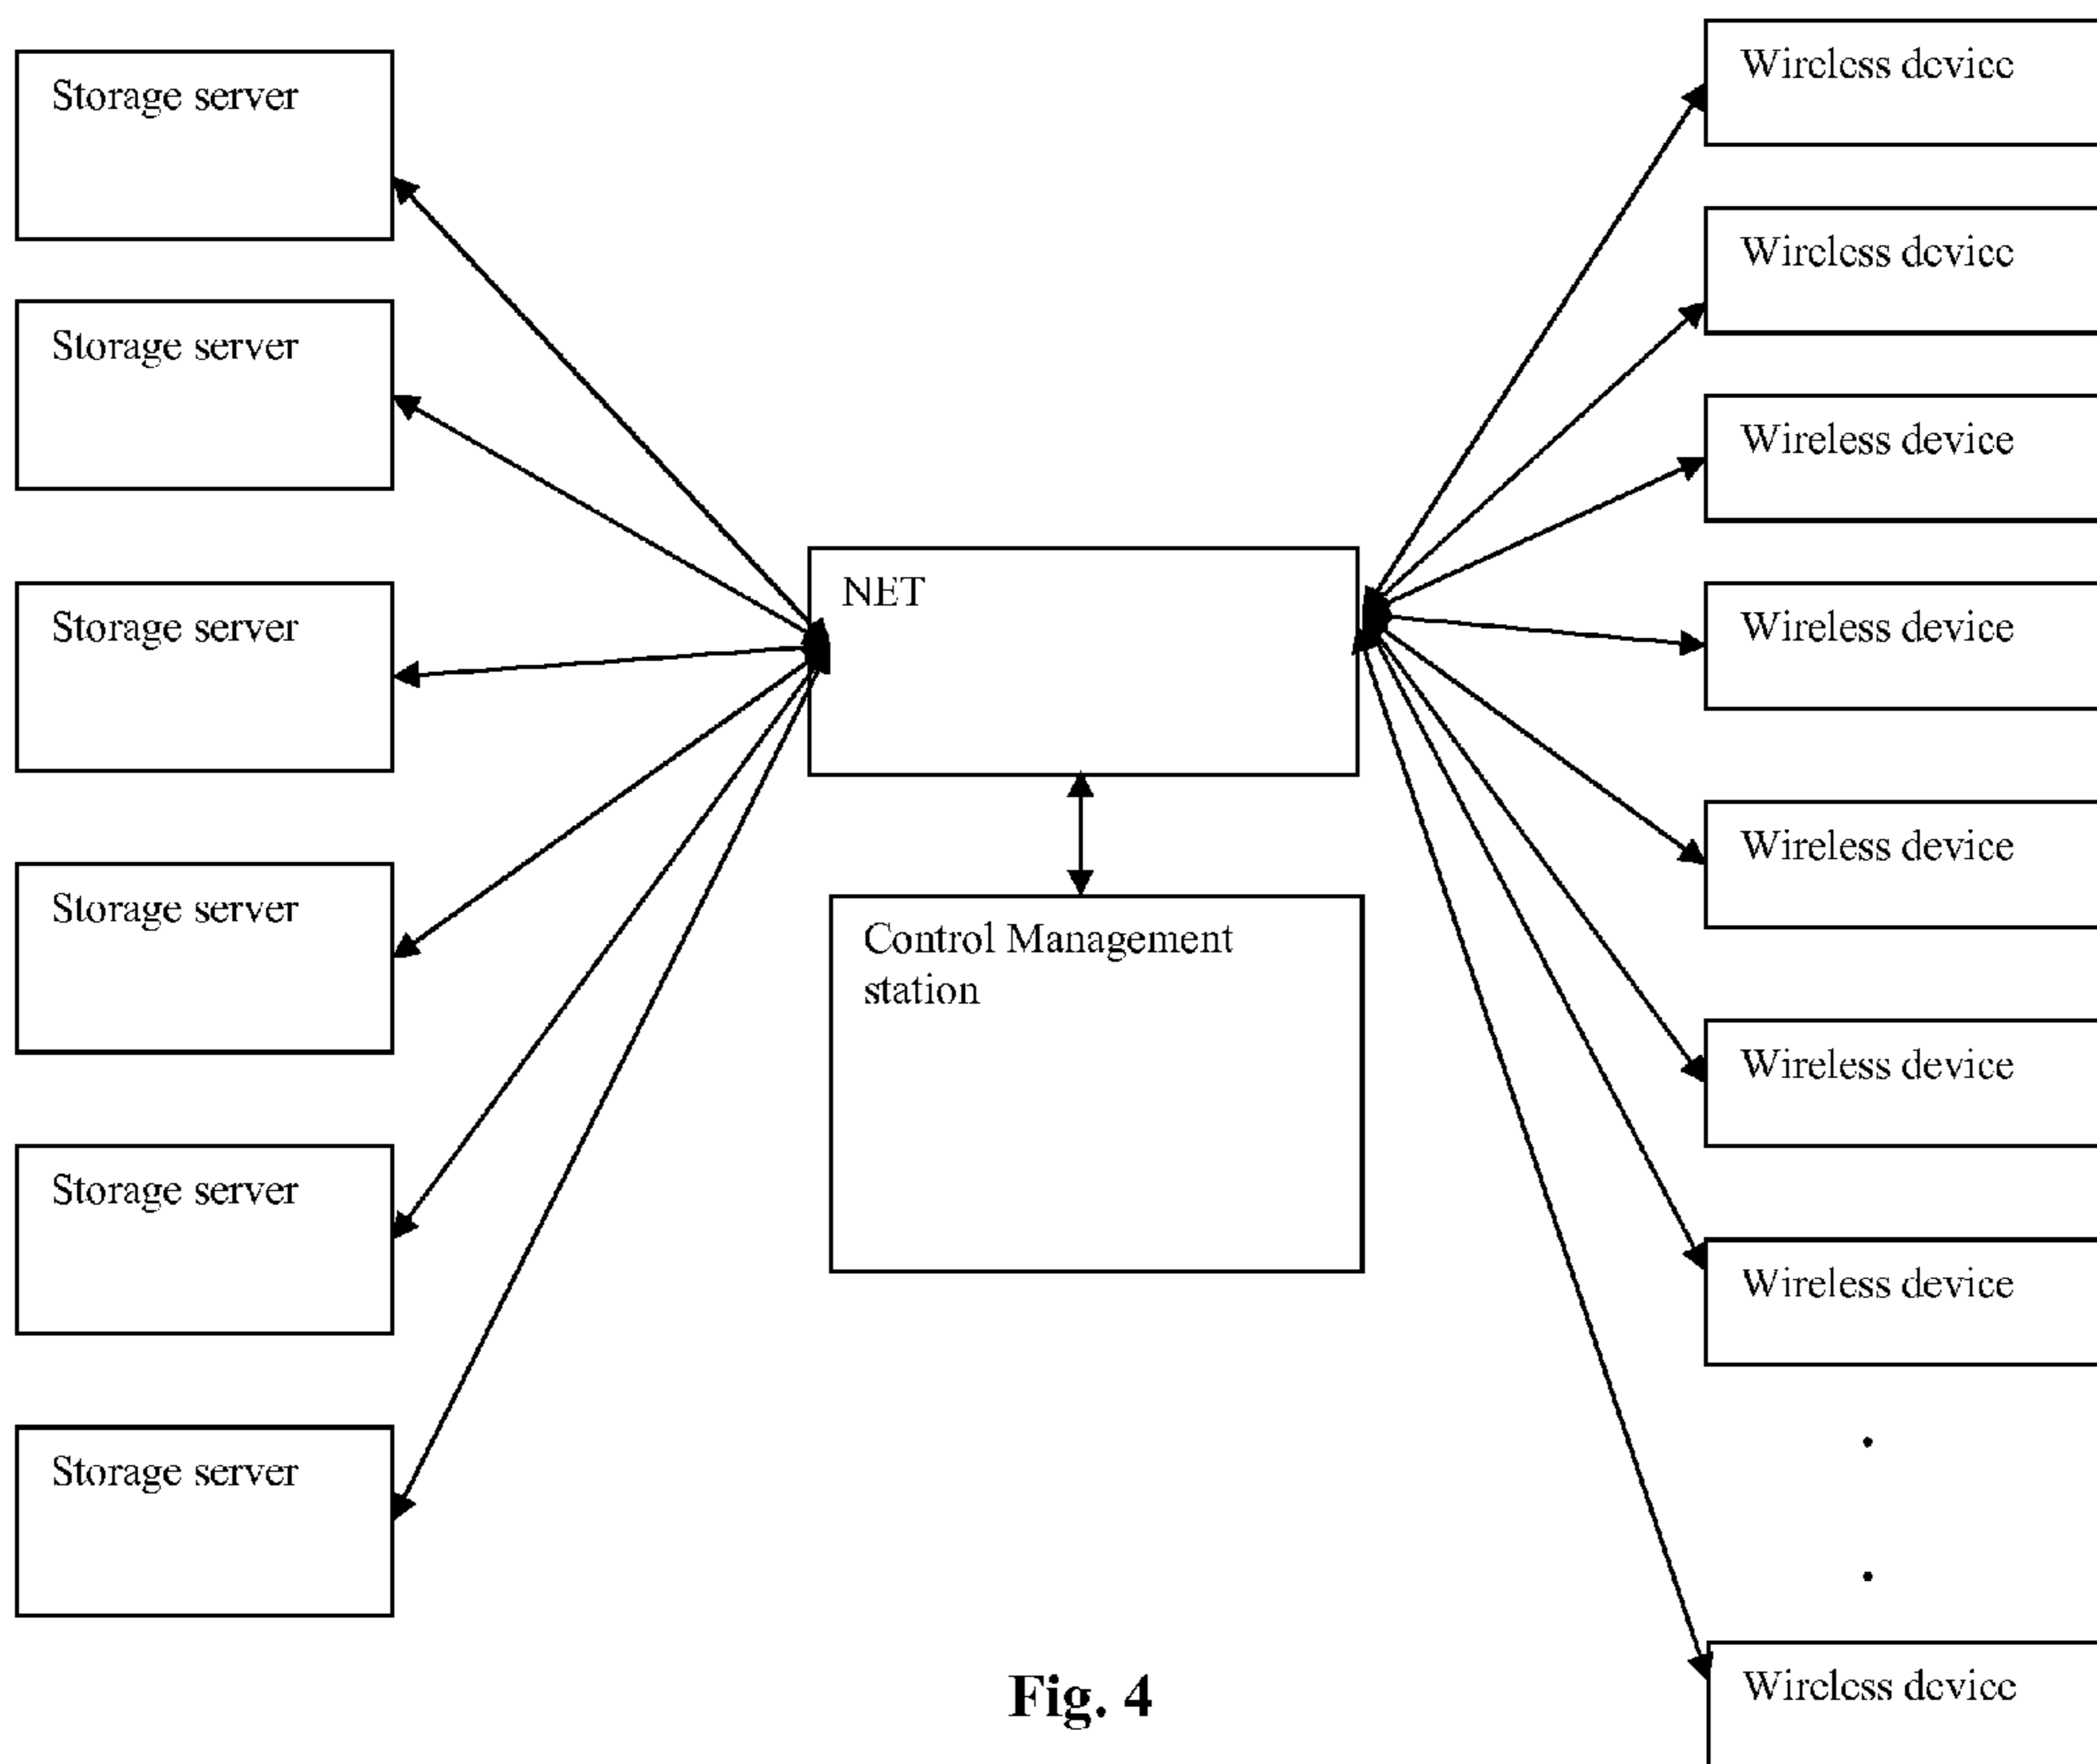 Storage server
Storage server
Storage server
Storage server
Storage server
Storage server
NET
Control Management
station
Wireless device
Wireless device
Wireless device
Wireless device
Wireless device
Wireless device
Wireless device
.
.
Wireless device
Fig. 4